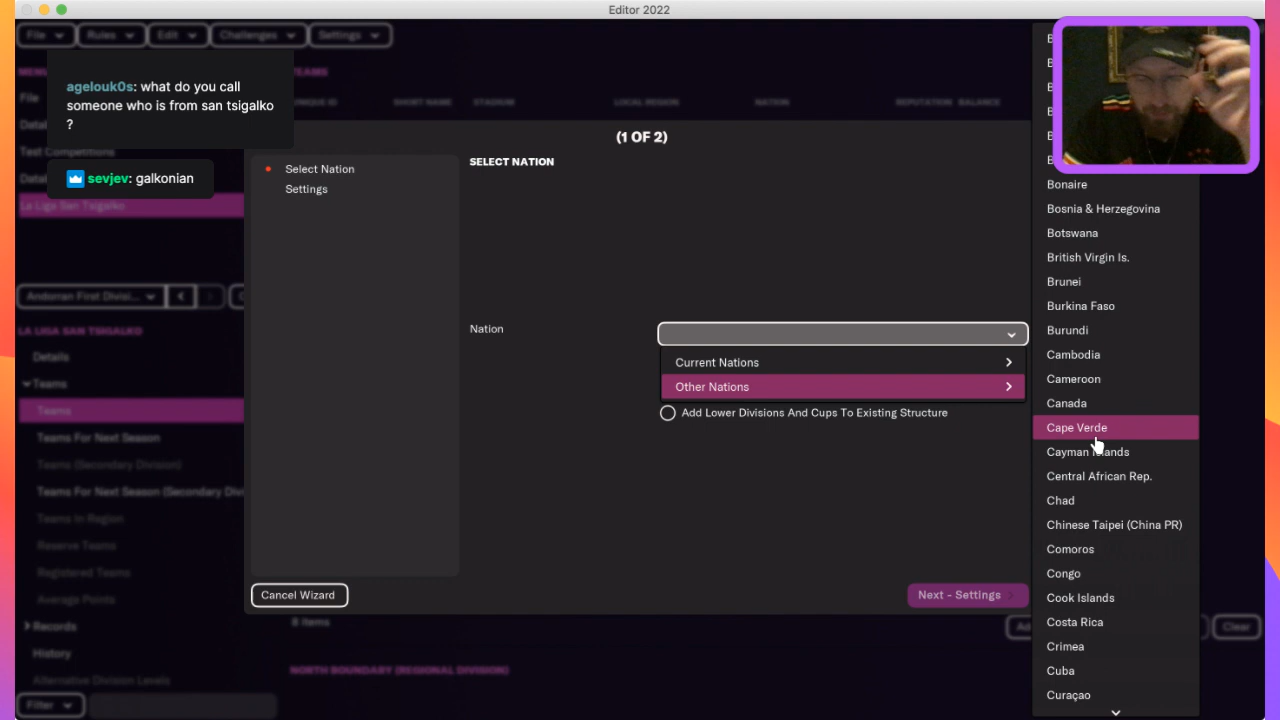 Editor 2022
File
Rules
Edit
Challenges
Settings
agelouk0s: what do you call
someone who is from san tsigalko
?
sevjev: galkonian
TEAMS
SHORT NAME
STADIUM
LOCAL REGION
NATION
REPUTATION
BALANCE
File
Test Competitions
La Liga San Tsigalko
Andorran First Divisi...
LA LIGA SAN TSIGALKO
Details
Teams
Teams
Teams For Next Season
Teams (Secondary Division)
Teams For Next Season (Secondary Divi
Teams In Region
Reserve Teams
Registered Teams
Average Points
Records
History
Alternative Division Levels
Filter
(1 OF 2)
Select Nation
Settings
SELECT NATION
Nation
Current Nations
Other Nations
Add Lower Divisions And Cups To Existing Structure
Cancel Wizard
Next - Settings
8 items
NORTH BOUNDARY (REGIONAL DIVISION)
Clear
Bonaire
Bosnia & Herzegovina
Botswana
British Virgin Is.
Brunei
Burkina Faso
Burundi
Cambodia
Cameroon
Canada
Cape Verde
Cayman Islands
Central African Rep.
Chad
Chinese Taipei (China PR)
Comoros
Congo
Cook Islands
Costa Rica
Crimea
Cuba
Curaçao